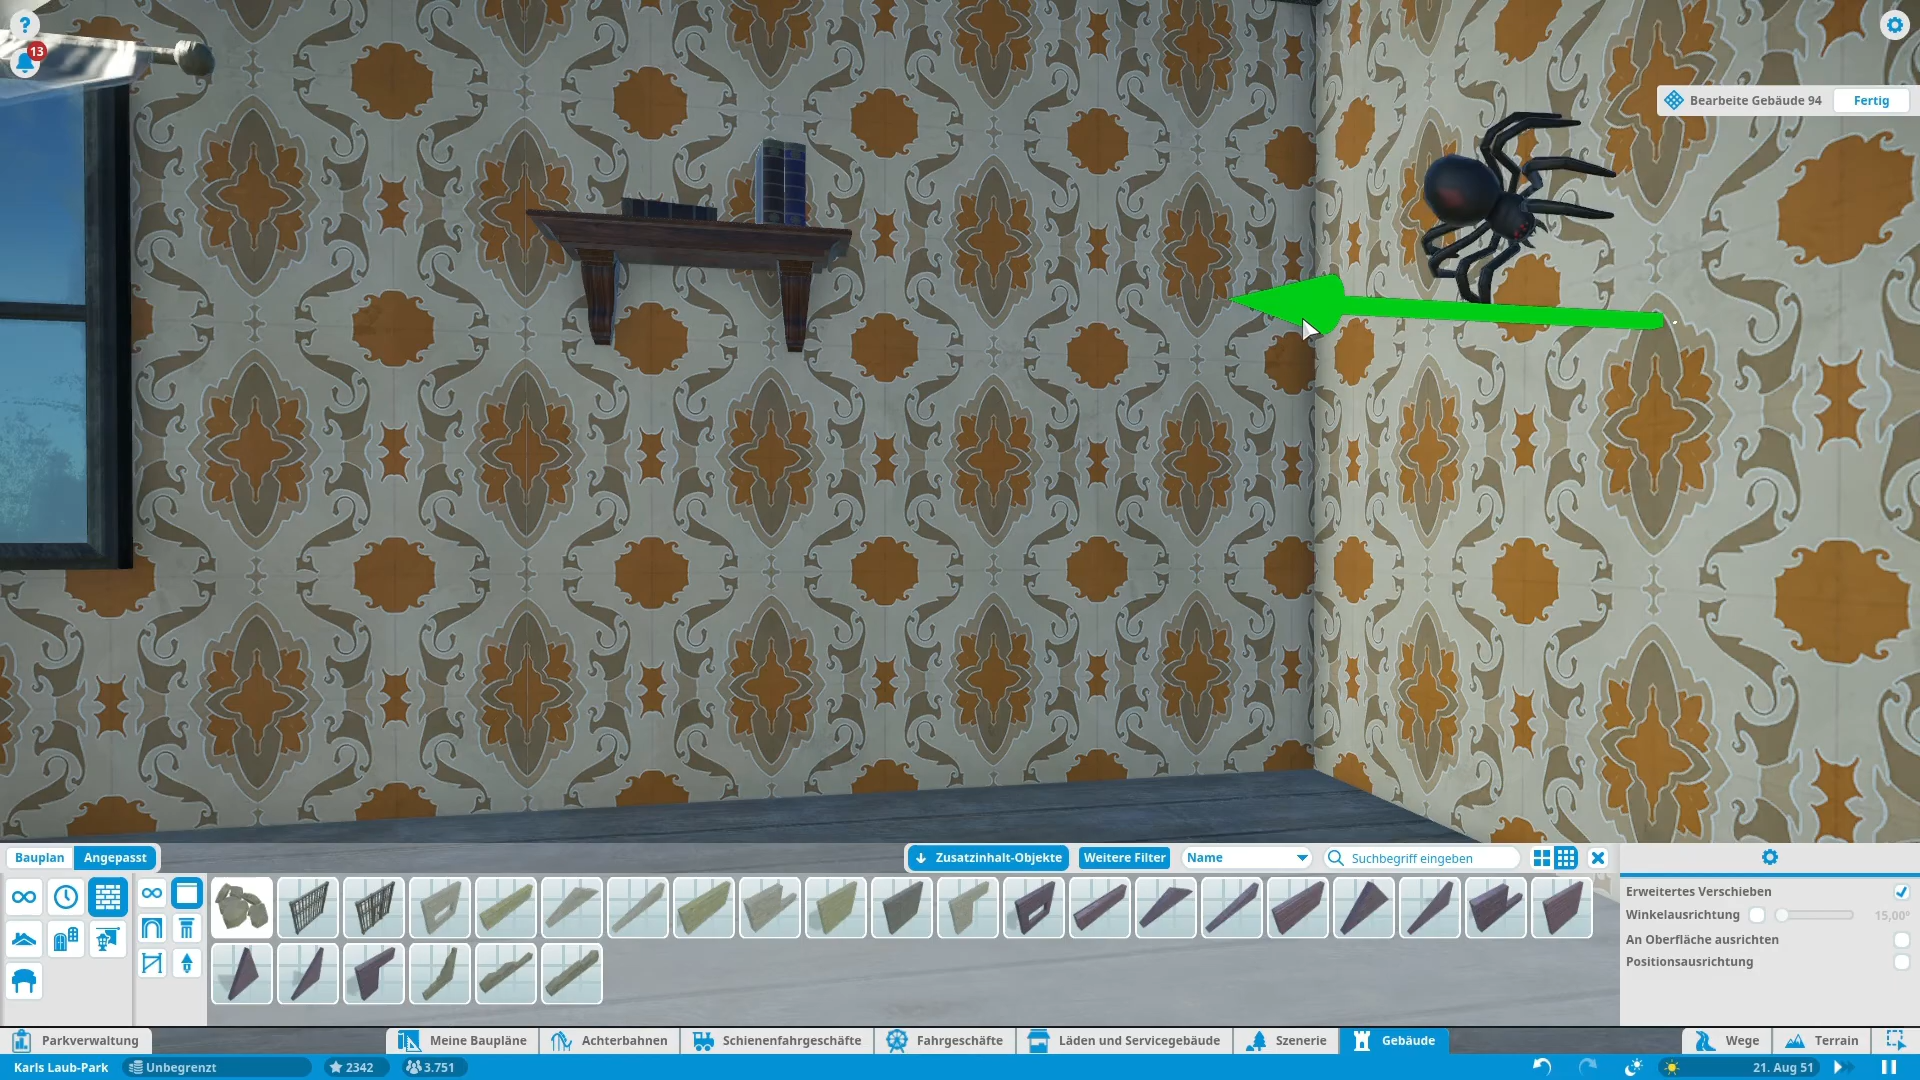 ?
13
Bearbeite Gebäude 94
Fertig
Bauplan
Angepasst
Zusatzinhalt-Objekte
Weitere Filter
Name
Suchbegriff eingeben
Erweitertes Verschieben
Winkelausrichtung
15,00°
An Oberfläche ausrichten
Positionsausrichtung
Parkverwaltung
Meine Baupläne
Achterbahnen
Schienenfahrgeschäfte
Fahrgeschäfte
Läden und Servicegebäude
Szenerie
Gebäude
Wege
Terrain
Karls Laub-Park
Unbegrenzt
2342
3.751
21. Aug 51